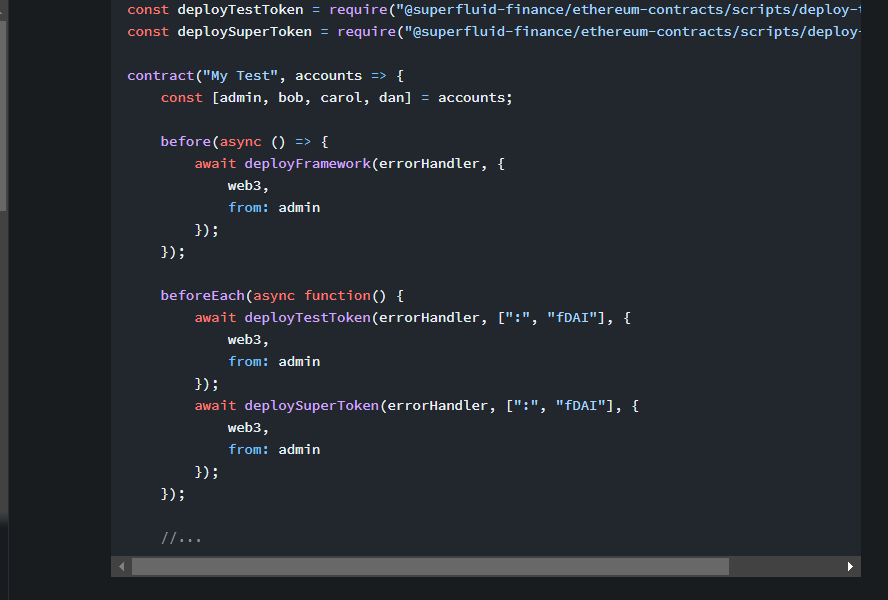 const deployTestToken = require("@superfluid-finance/ethereum-contracts/scripts/deploy-
const deploySuperToken = require("@superfluid-finance/ethereum-contracts/scripts/deploy-

contract("My Test", accounts => {
    const [admin, bob, carol, dan] = accounts;

    before(async () => {
        await deployFramework(errorHandler, {
            web3,
            from: admin
        });
    });

    beforeEach(async function() {
        await deployTestToken(errorHandler, [":", "fDAI"], {
            web3,
            from: admin
        });
        await deploySuperToken(errorHandler, [":", "fDAI"], {
            web3,
            from: admin
        });
    });

    //...